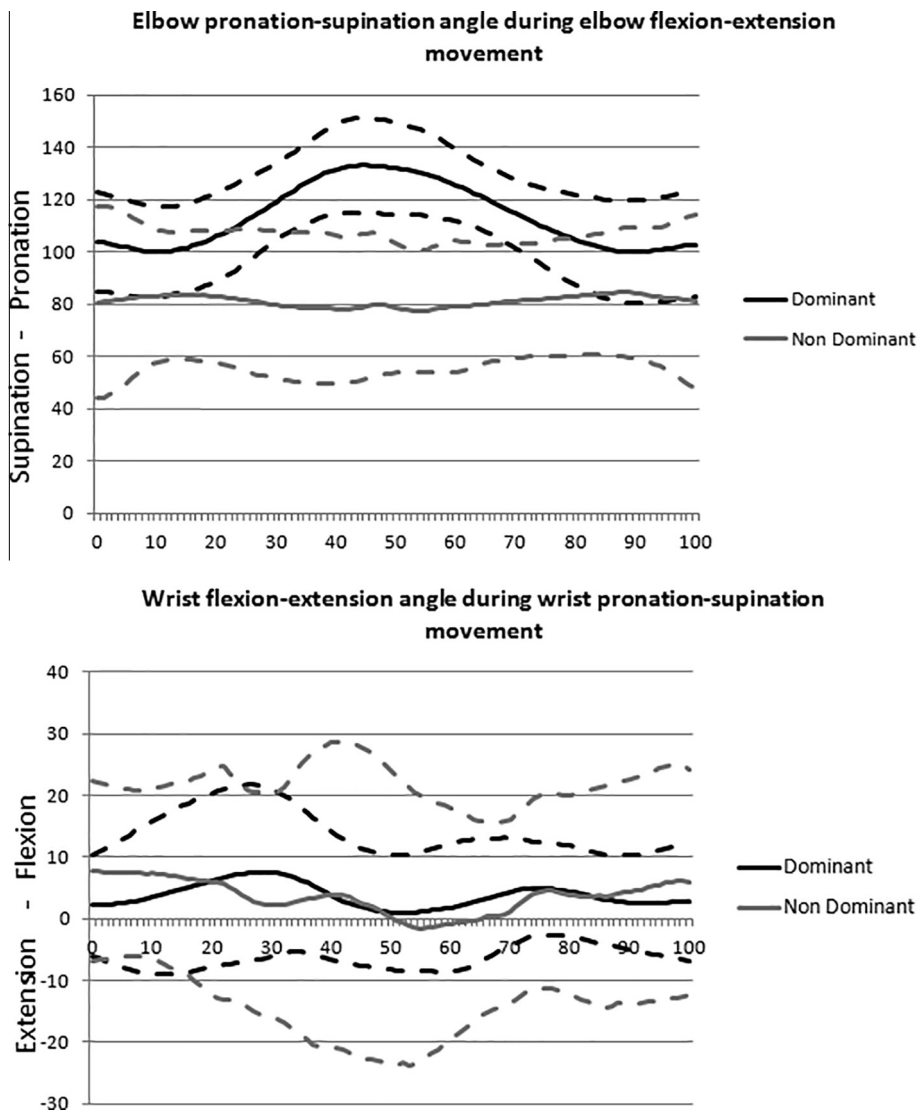 Elbow pronation-supination angle during elbow flexion-extension
movement
160
140
120
100
80
60
40
20
0
Supination - Pronation
0 10 20 30 40 50 60 70 80 90 100
Dominant
Non Dominant
Wrist flexion-extension angle during wrist pronation-supination
movement
40
30
20
10
0
-10
-20
-30
Extension - Flexion
0 10 20 30 40 50 60 70 80 90 100
Dominant
Non Dominant